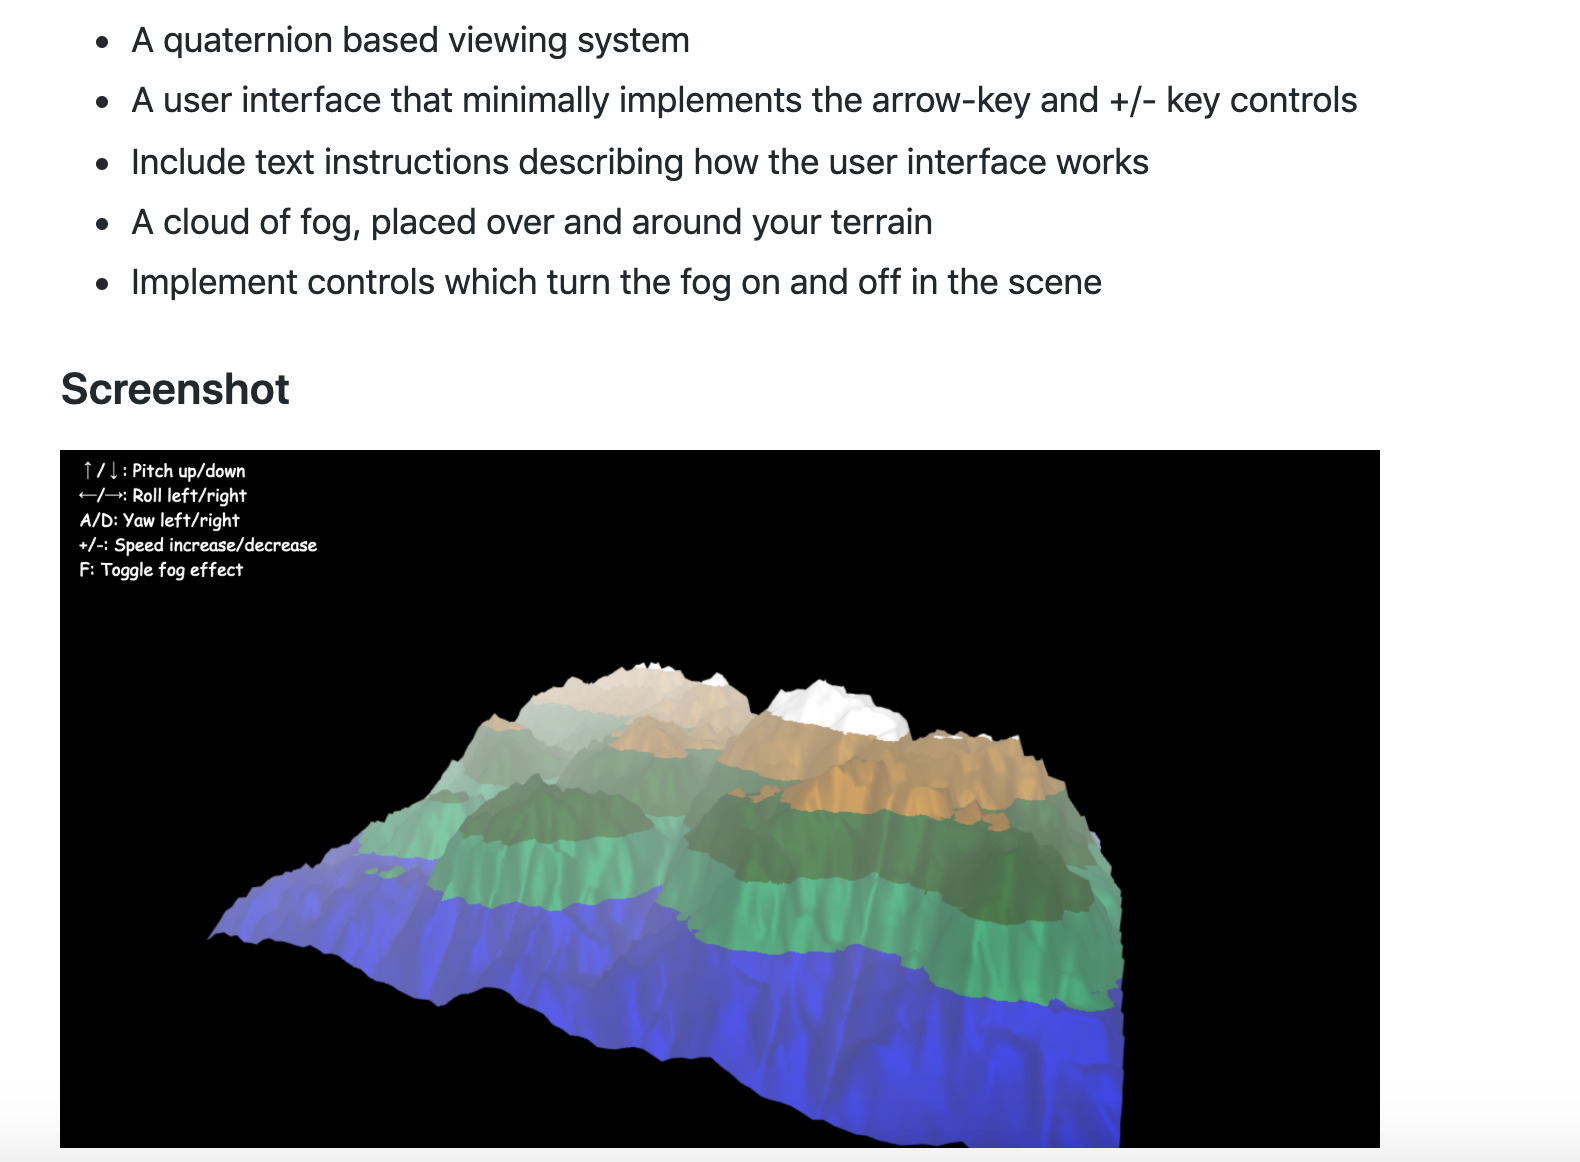 • A quaternion based viewing system
• A user interface that minimally implements the arrow-key and +/- key controls
• Include text instructions describing how the user interface works
• A cloud of fog, placed over and around your terrain
• Implement controls which turn the fog on and off in the scene
Screenshot
↑/↓: Pitch up/down
←/→: Roll left/right
A/D: Yaw left/right
+/-: Speed increase/decrease
F: Toggle fog effect